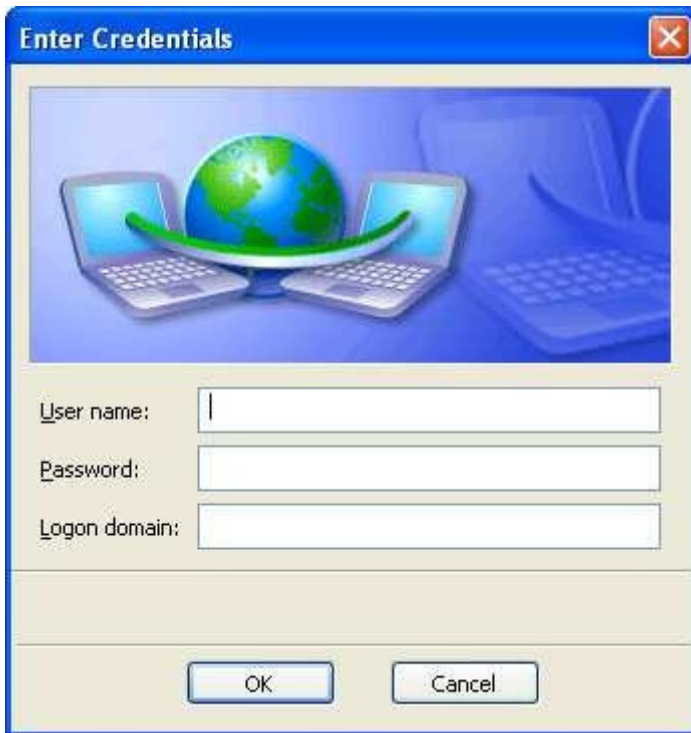 Enter Credentials
User name:
Password:
Logon domain:
OK
Cancel